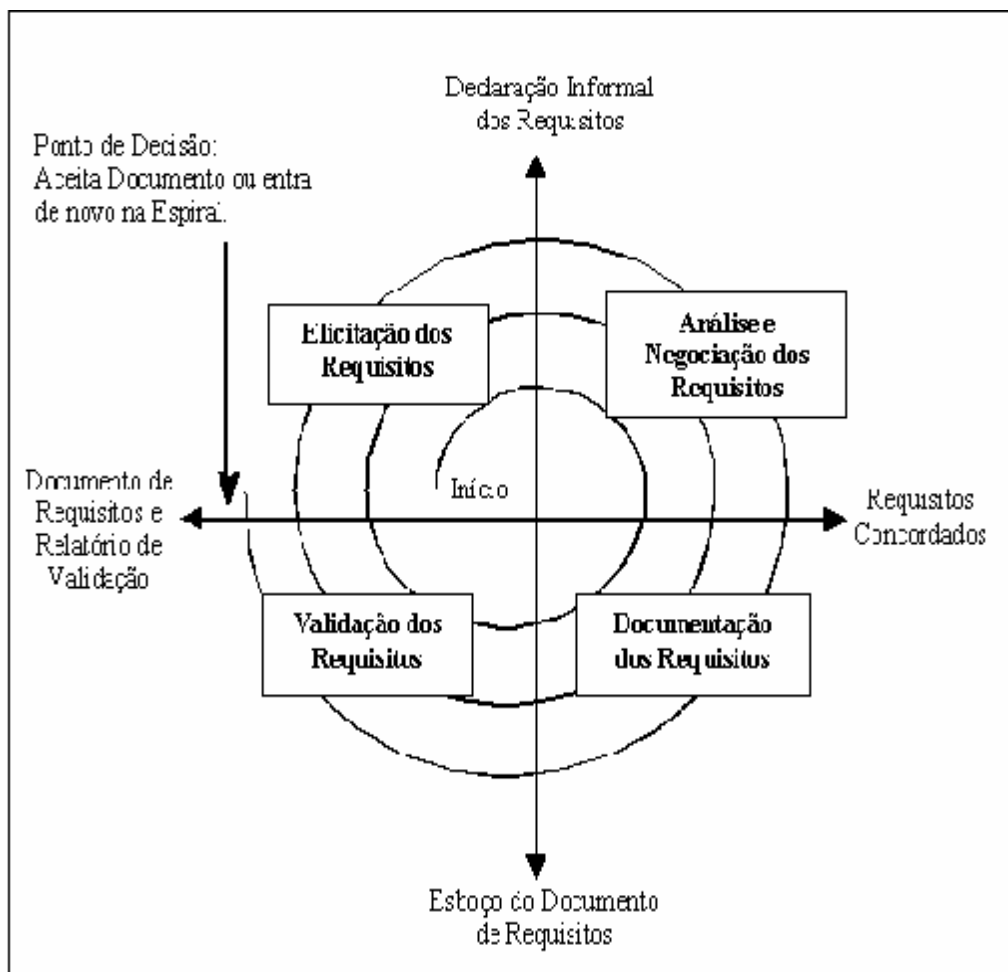 Declaração Informal
dos Requisitos
Ponto de Decisão:
Aceita Documento ou entra
de novo na Espiral.
Elicitação dos
Requisitos
Análise e
Negociação dos
Requisitos
Início
Documento de
Requisitos e
Relatório de
Validação
Requisitos
Concordados
Validação dos
Requisitos
Documentação
dos Requisitos
Esboço do Documento
de Requisitos